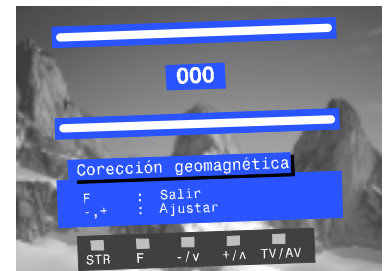 000
Corección geomagnética
F : Salir
-,+ : Ajustar
STR F -/v +/ʌ TV/AV